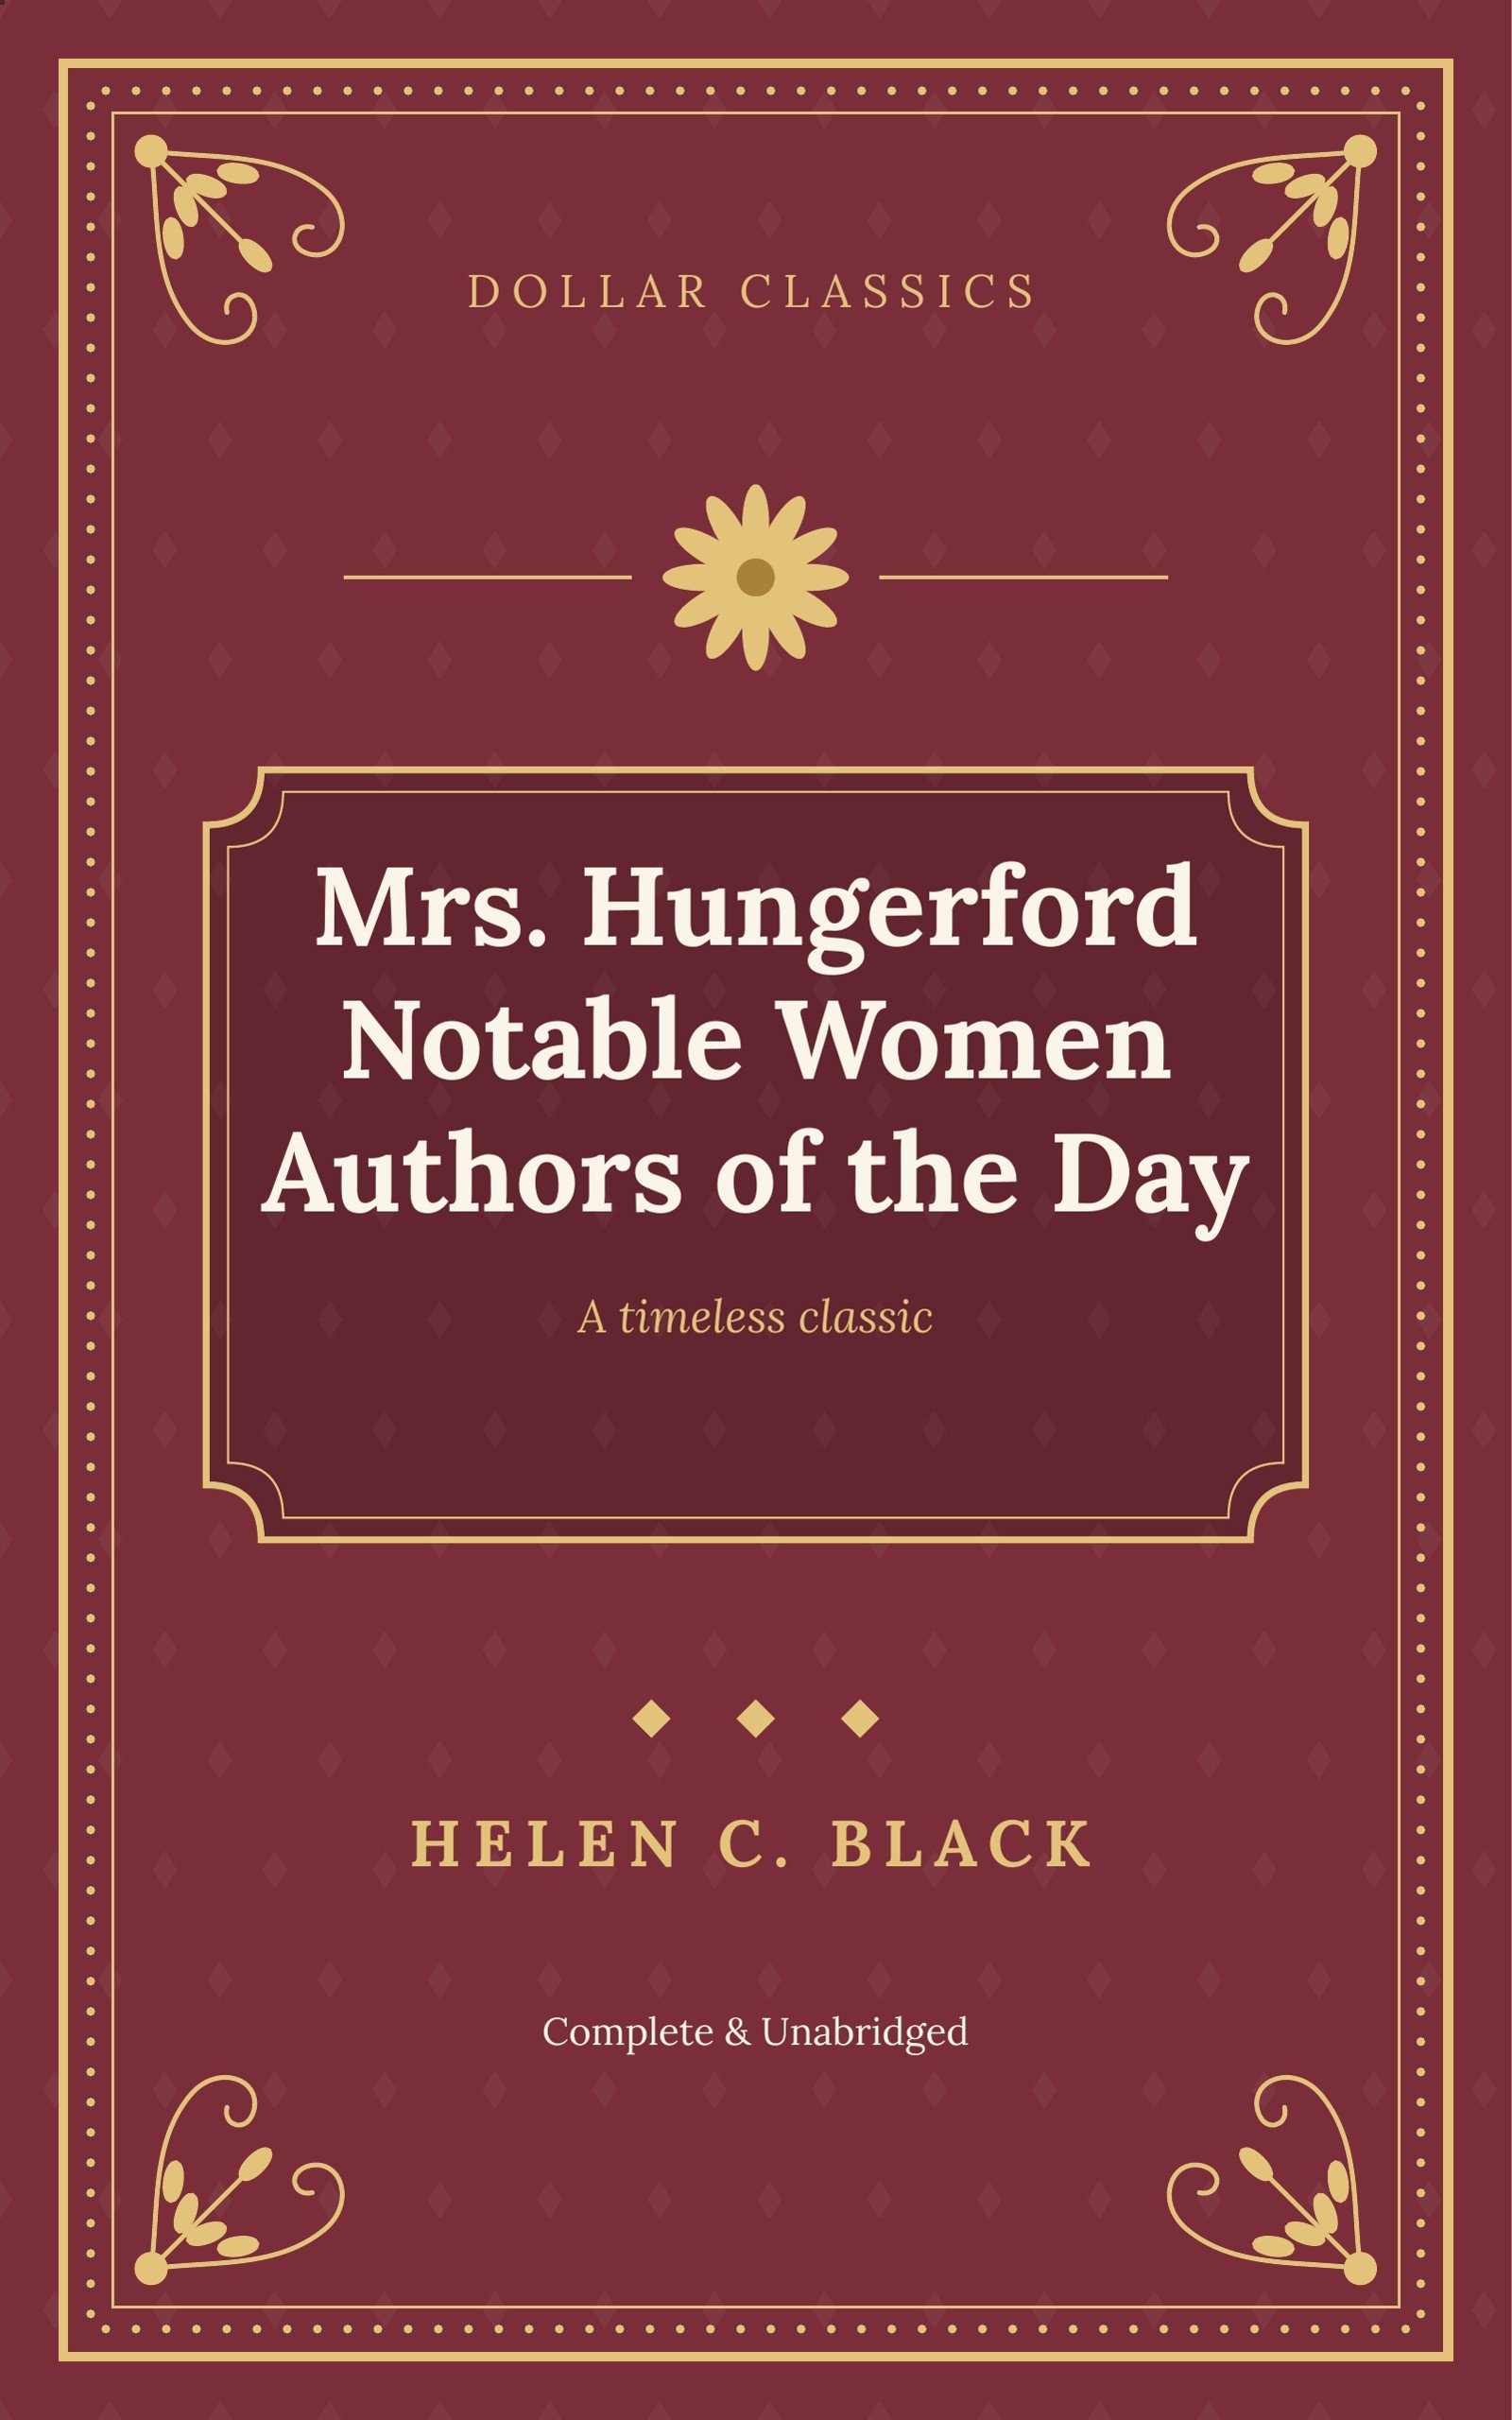 DOLLAR CLASSICS
Mrs. Hungerford
Notable Women
Authors of the Day
A timeless classic
HELEN C. BLACK
Complete & Unabridged